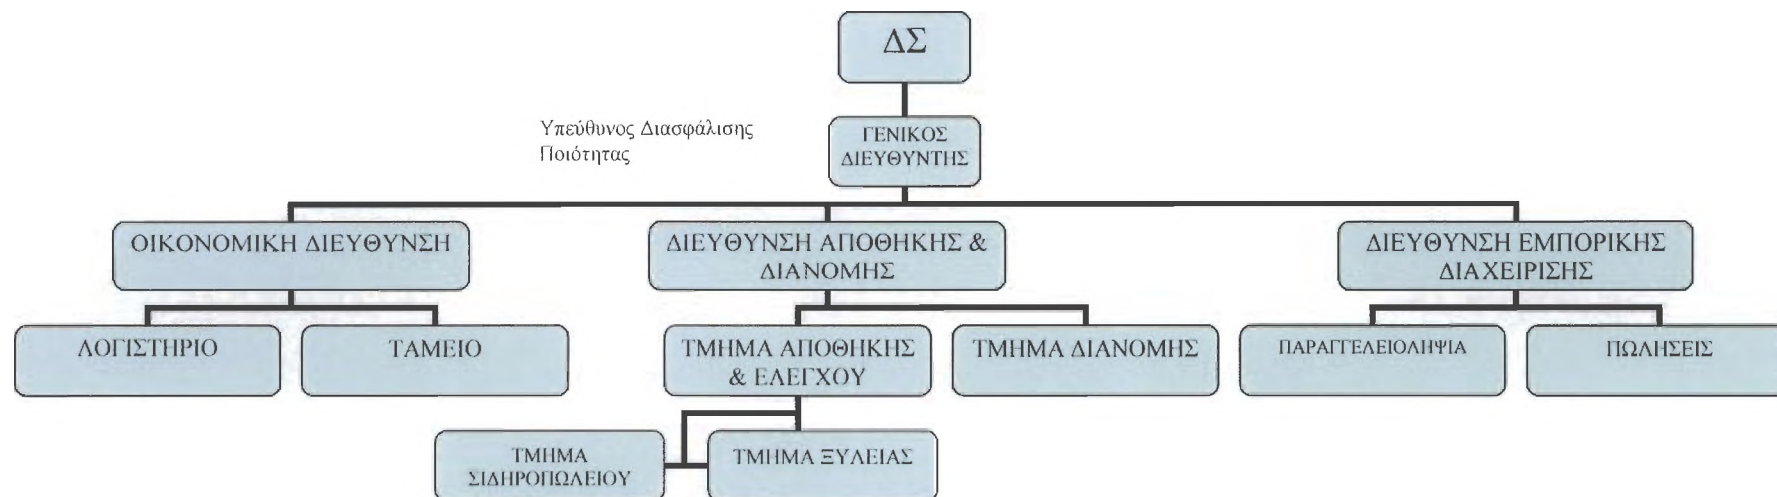 ΔΣ
Υπεύθυνος Διασφάλισης
Ποιότητας
ΓΕΝΙΚΟΣ
ΔΙΕΥΘΥΝΤΗΣ
ΟΙΚΟΝΟΜΙΚΗ ΔΙΕΥΘΥΝΣΗ
ΔΙΕΥΘΥΝΣΗ ΑΠΟΘΗΚΗΣ &
ΔΙΑΝΟΜΗΣ
ΔΙΕΥΘΥΝΣΗ ΕΜΠΟΡΙΚΗΣ
ΔΙΑΧΕΙΡΙΣΗΣ
ΛΟΓΙΣΤΗΡΙΟ
ΤΑΜΕΙΟ
ΤΜΗΜΑ ΑΠΟΘΗΚΗΣ
& ΕΛΕΓΧΟΥ
ΤΜΗΜΑ ΔΙΑΝΟΜΗΣ
ΠΑΡΑΓΓΕΛΕΙΟΛΗΨΙΑ
ΠΩΛΗΣΕΙΣ
ΤΜΗΜΑ
ΣΙΔΗΡΟΠΩΛΕΙΟΥ
ΤΜΗΜΑ ΞΥΛΕΙΑΣ